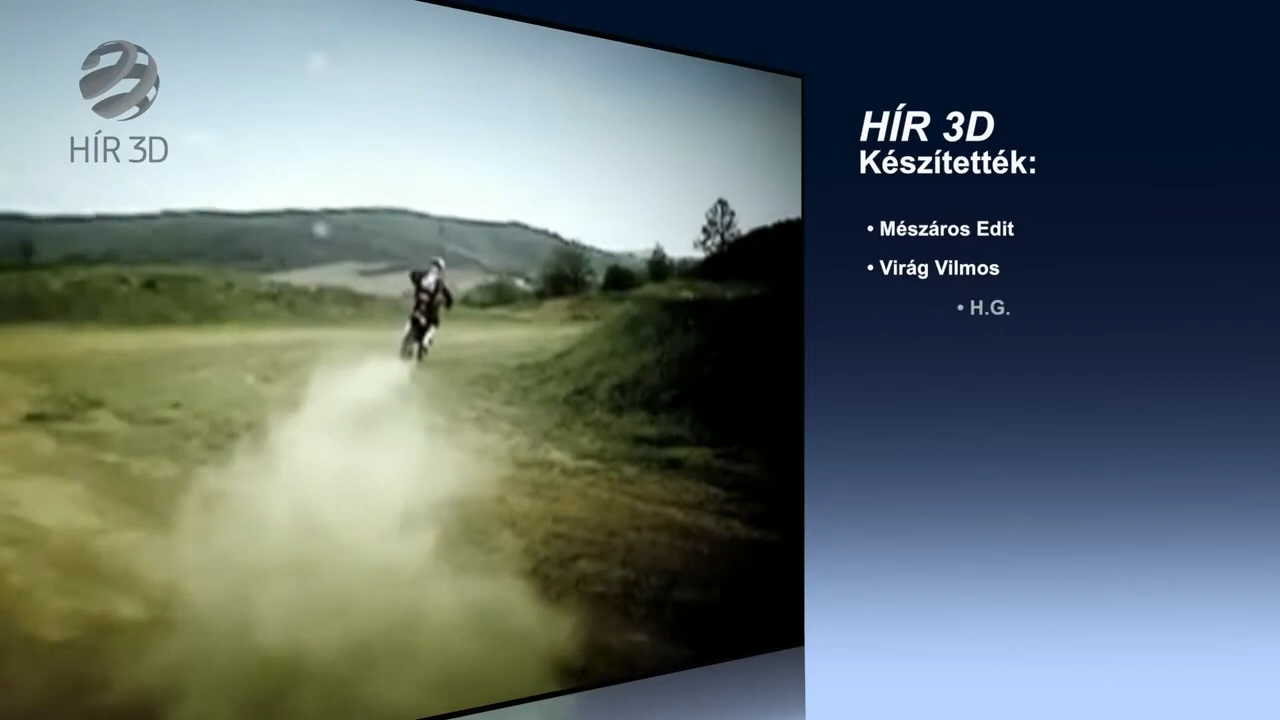 HÍR 3D
HÍR 3D
Készítették:
• Mészáros Edit
• Virág Vilmos
• H.G.